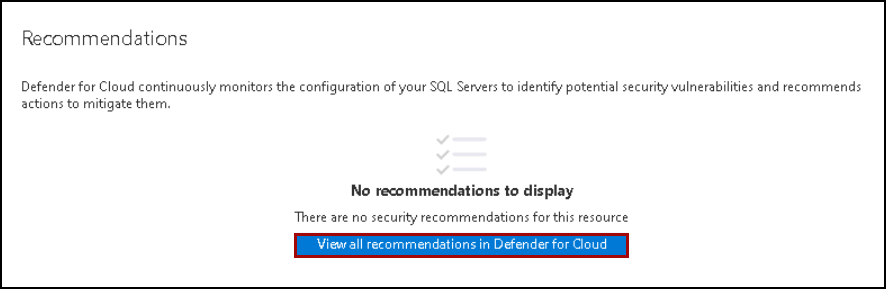 Recommendations
Defender for Cloud continuously monitors the configuration of your SQL Servers to identify potential security vulnerabilities and recommends
actions to mitigate them.
No recommendations to display
There are no security recommendations for this resource
View all recommendations in Defender for Cloud